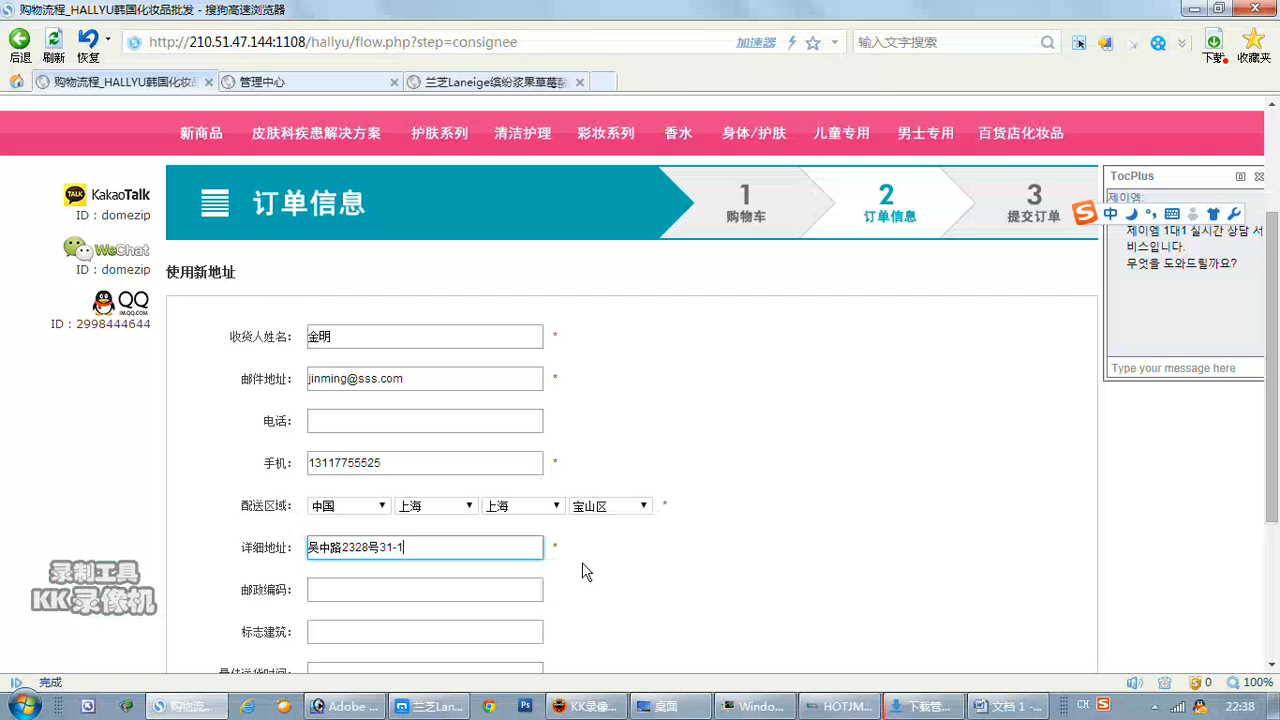 购物流程_HALLYU韩国化妆品批发 - 搜狗高速浏览器
后退
刷新
恢复
http://210.51.47.144:1108/hallyu/flow.php?step=consignee
加速器
输入文字搜索
下载
收藏夹
购物流程_HALLYU韩国化妆品
管理中心
兰芝Laneige缤纷浆果草莓酸
新商品
皮肤科疾患解决方案
护肤系列
清洁护理
彩妆系列
香水
身体/护肤
儿童专用
男士专用
百货店化妆品
TALK KakaoTalk
ID : domezip
WeChat
ID : domezip
QQ
IM.QQ.COM
ID : 2998444644
订单信息
1
购物车
2
订单信息
3
提交订单
TocPlus
제이엠:
中
제이엠 1대1 실시간 상담 서
비스입니다.
무엇을 도와드릴까요?
Type your message here
使用新地址
收货人姓名: 金明 *
邮件地址: jinming@sss.com *
电话:
手机: 13117755525 *
配送区域: 中国 上海 上海 宝山区 *
详细地址: 吴中路2328号31-1 *
邮政编码:
标志建筑:
最佳送货时间:
录制工具
KK录像机
完成
0
100%
购物流...
Adobe ...
兰芝Lan...
Ps
KK录像...
桌面
Windo...
HOTJM...
下载管...
文档 1 -...
CH
22:38